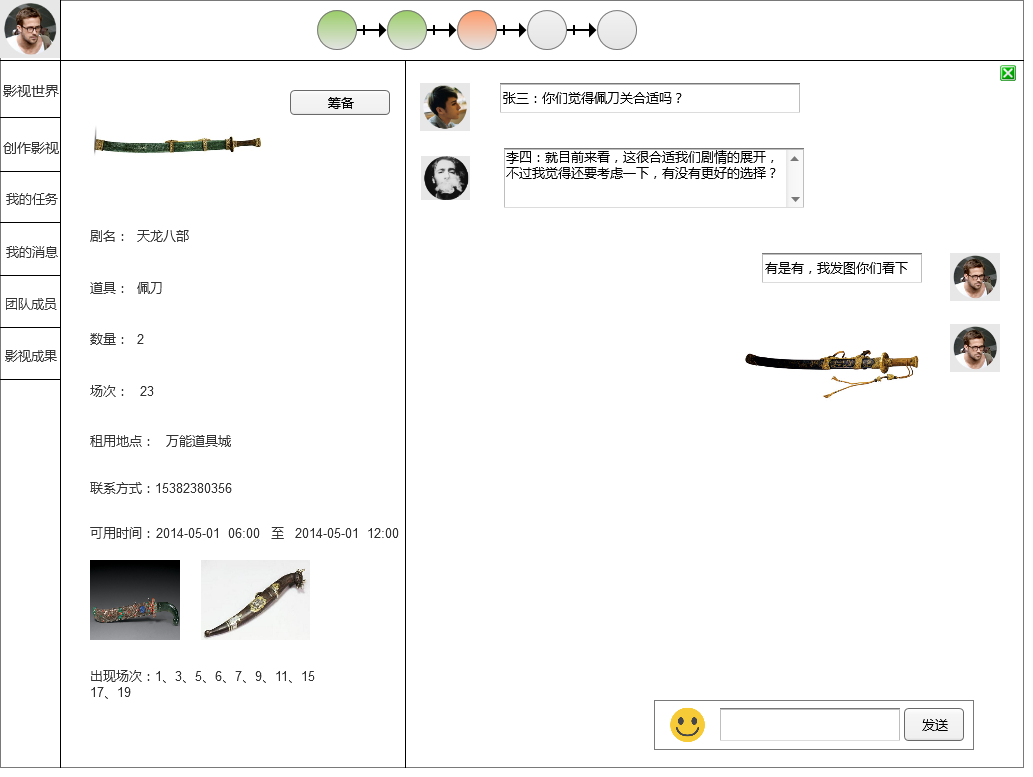 影视世界
创作影视
我的任务
我的消息
团队成员
影视成果
筹备
剧名： 天龙八部
道具： 佩刀
数量： 2
场次： 23
租用地点： 万能道具城
联系方式：15382380356
可用时间：2014-05-01 06:00 至 2014-05-01 12:00
出现场次：1、3、5、6、7、9、11、15
17、19
张三：你们觉得佩刀关合适吗？
李四：就目前来看，这很合适我们剧情的展开，
不过我觉得还要考虑一下，有没有更好的选择？
有是有，我发图你们看下
发送